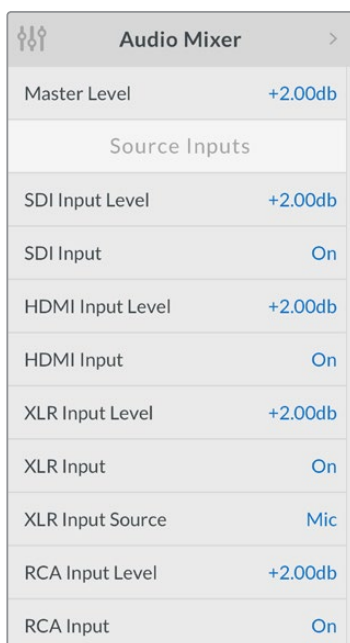 Audio Mixer >
Master Level +2.00db
Source Inputs
SDI Input Level +2.00db
SDI Input On
HDMI Input Level +2.00db
HDMI Input On
XLR Input Level +2.00db
XLR Input On
XLR Input Source Mic
RCA Input Level +2.00db
RCA Input On